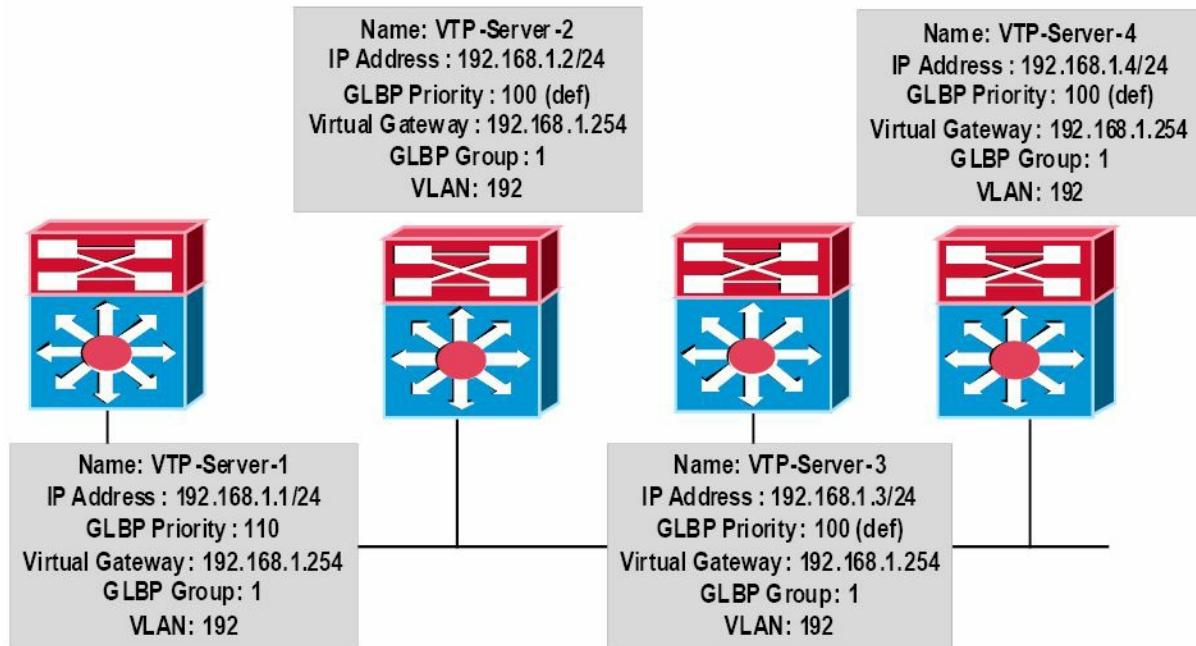 Name: VTP-Server-2
IP Address : 192.168.1.2/24
GLBP Priority : 100 (def)
Virtual Gateway : 192.168.1.254
GLBP Group : 1
VLAN: 192
Name: VTP-Server-4
IP Address : 192.168.1.4/24
GLBP Priority : 100 (def)
Virtual Gateway : 192.168.1.254
GLBP Group: 1
VLAN: 192
Name: VTP-Server-1
IP Address : 192.168.1.1/24
GLBP Priority : 110
Virtual Gateway : 192.168.1.254
GLBP Group: 1
VLAN: 192
Name: VTP-Server-3
IP Address : 192.168.1.3/24
GLBP Priority : 100 (def)
Virtual Gateway : 192.168.1.254
GLBP Group: 1
VLAN: 192